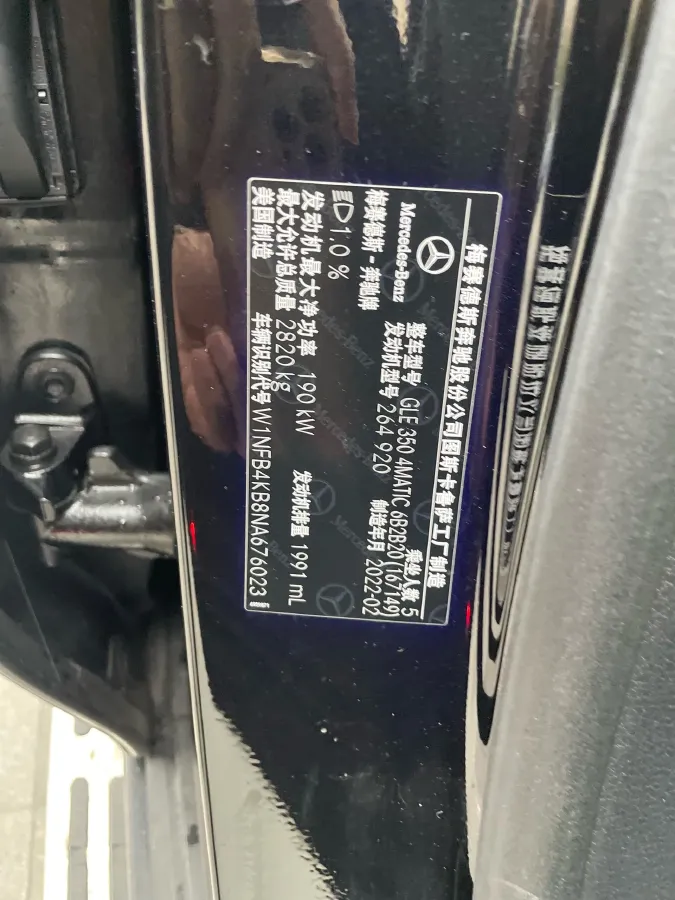 梅赛德斯奔驰股份公司图斯卡鲁萨工厂制造
Mercedes-Benz
梅赛德斯-奔驰牌
乘坐人数 5
整车型号 GLE 350 4MATIC 6B2B20(167149)
发动机型号 264 920
制造年月 2022-02
1.0 %
发动机排量 1991 mL
发动机最大净功率 190 kW
最大允许总质量 2820 kg
美国制造
车辆识别代号 W1NFB4KB8NA676023